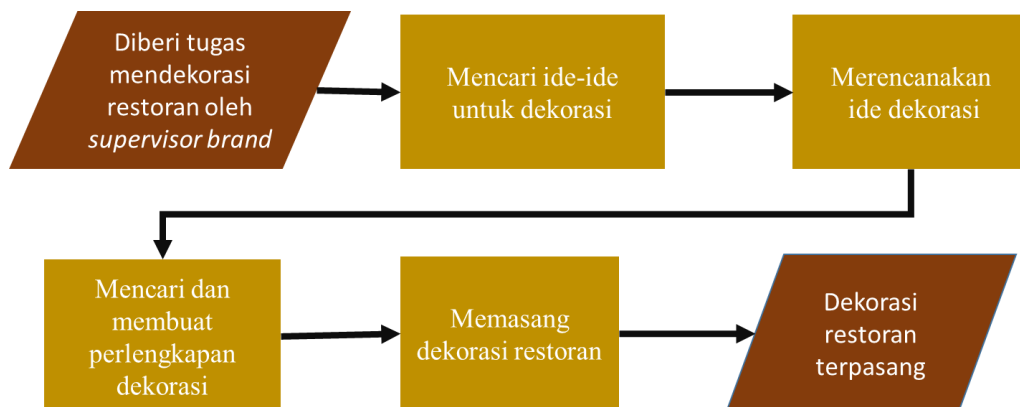 Diberi tugas
mendekorasi
restoran oleh
supervisor brand
Mencari ide-ide
untuk dekorasi
Merencanakan
ide dekorasi
Mencari dan
membuat
perlengkapan
dekorasi
Memasang
dekorasi restoran
Dekorasi
restoran
terpasang